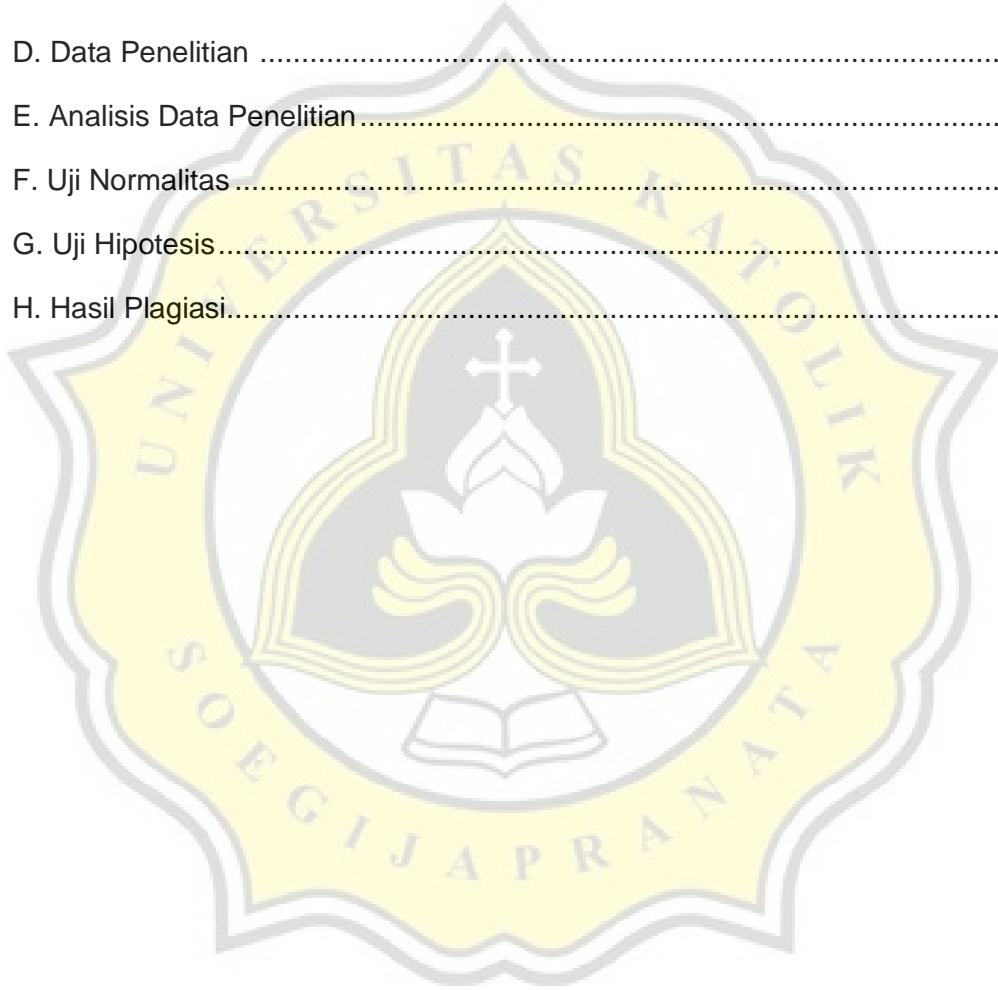 D. Data Penelitian ................................................................................
E. Analisis Data Penelitian................................................................................
F. Uji Normalitas................................................................................
G. Uji Hipotesis................................................................................
H. Hasil Plagiasi................................................................................
UNIVERSITAS KATOLIK
SOEGIJAPRANATA